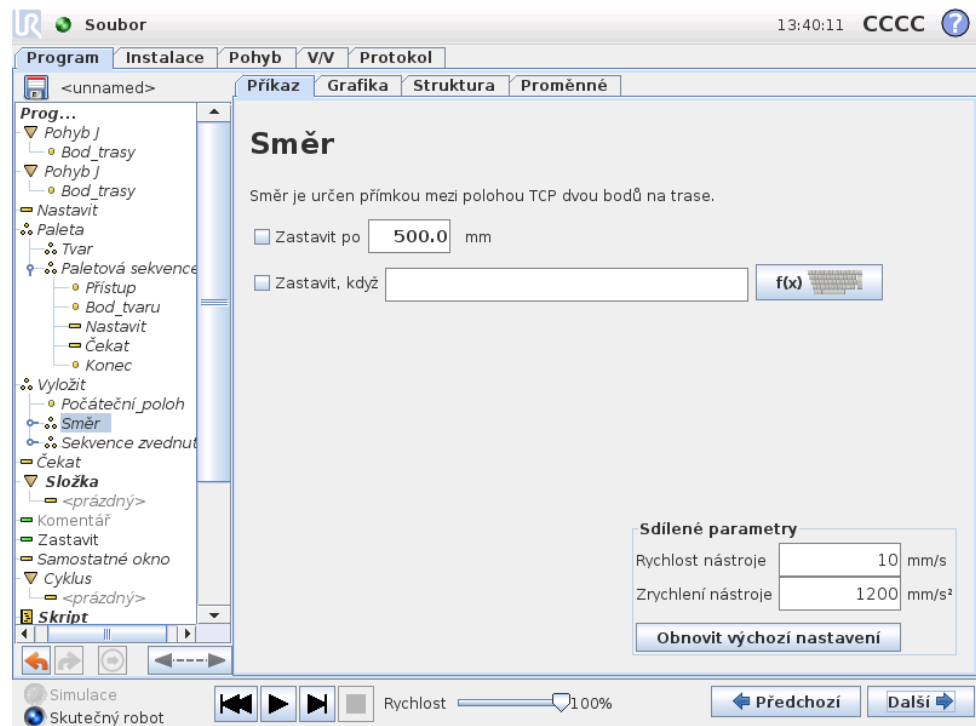 Soubor
13:40:11 CCCC ?
Program Instalace Pohyb V/V Protokol
<unnamed>
Příkaz Grafika Struktura Proměnné
Prog...
Pohyb J
Bod_trasy
Pohyb J
Bod_trasy
Nastavit
Paleta
Tvar
Paletová sekvence
Přístup
Bod_tvaru
Nastavit
Čekat
Konec
Vyložit
Počáteční_poloh
Směr
Sekvence zvednut
Čekat
Složka
<prázdný>
Komentář
Zastavit
Samostatné okno
Cyklus
<prázdný>
Skript
Směr
Směr je určen přímkou mezi polohou TCP dvou bodů na trase.
Zastavit po 500.0 mm
Zastavit, když f(x)
Sdílené parametry
Rychlost nástroje 10 mm/s
Zrychlení nástroje 1200 mm/s²
Obnovit výchozí nastavení
Simulace
Skutečný robot
Rychlost 100%
Předchozí Další